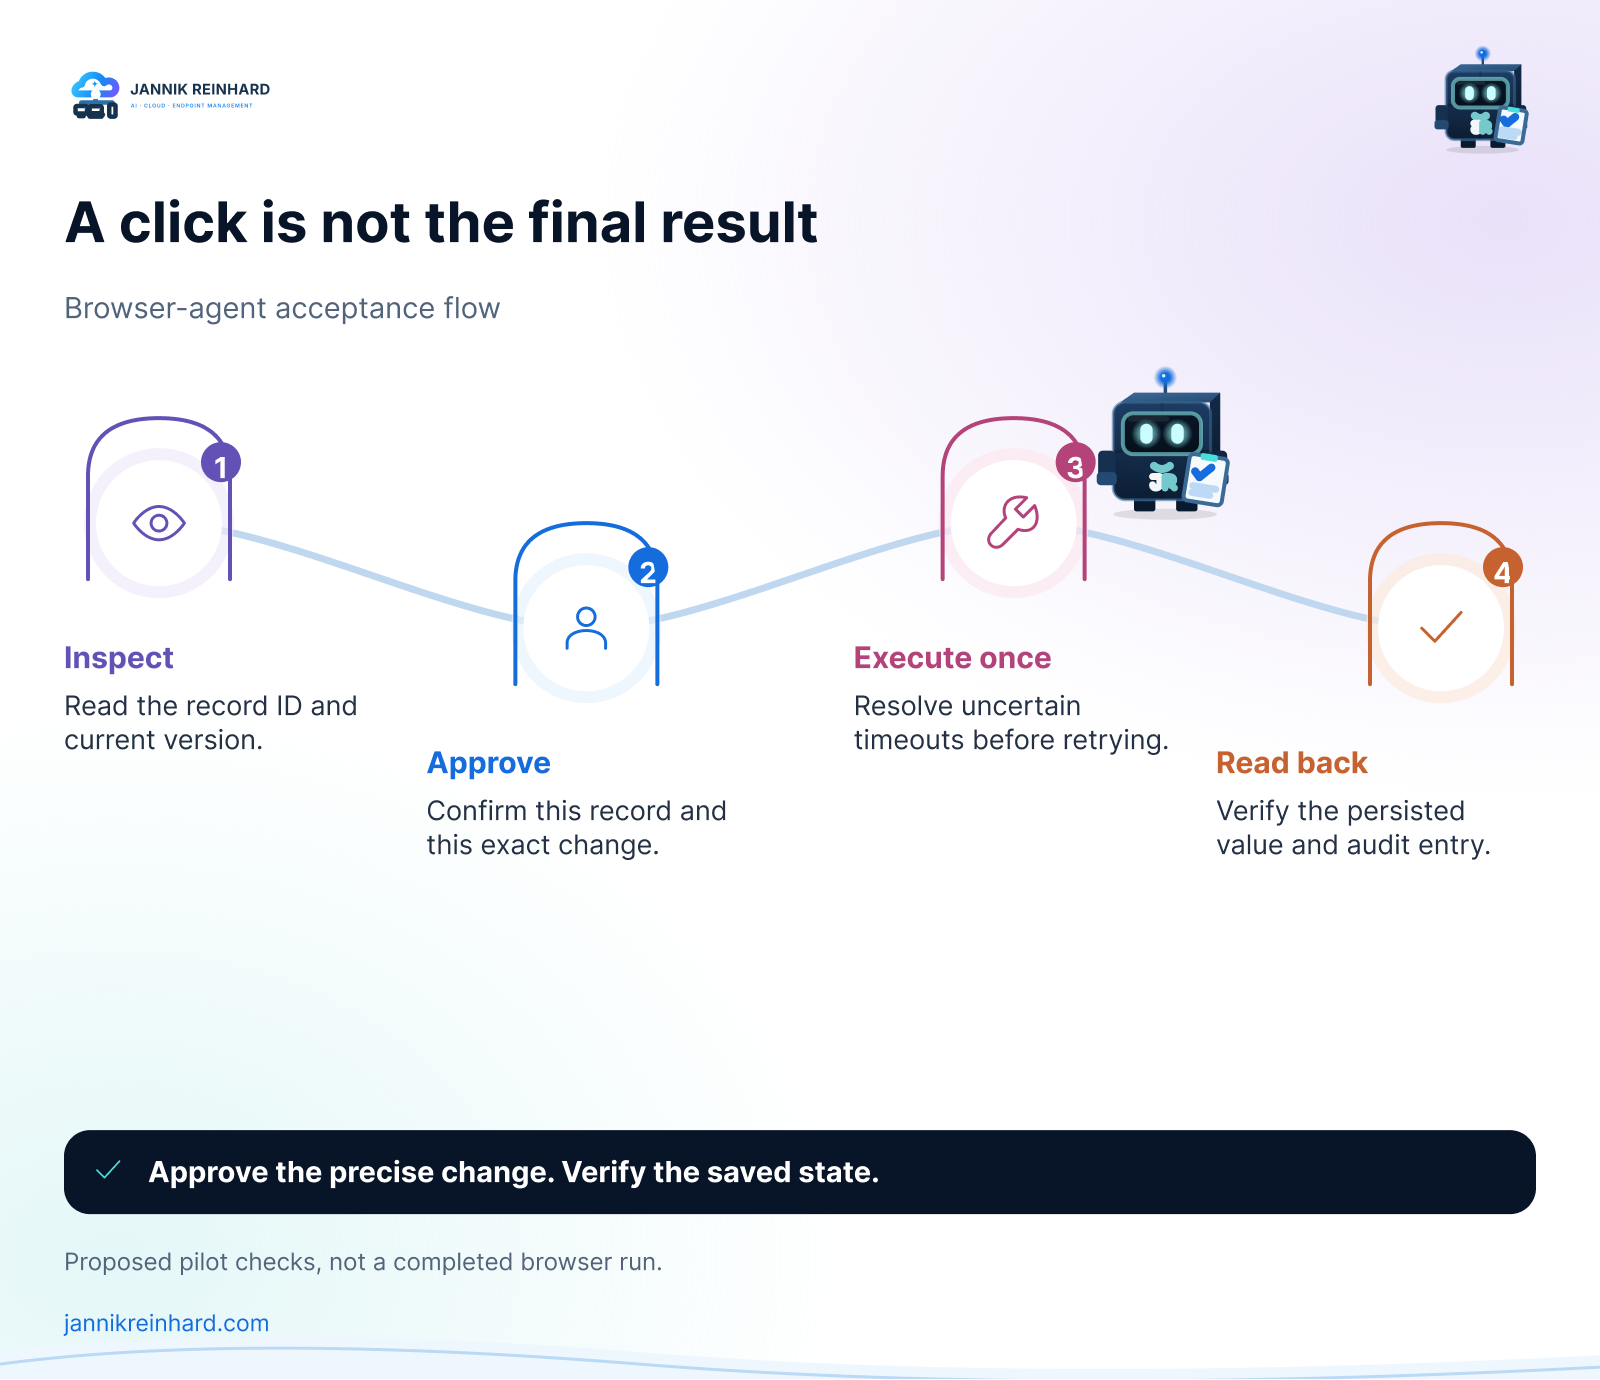 JANNIK REINHARD
AI · CLOUD · ENDPOINT MANAGEMENT
A click is not the final result
Browser-agent acceptance flow
1
Inspect
Read the record ID and
current version.
2
Approve
Confirm this record and
this exact change.
3
Execute once
Resolve uncertain
timeouts before retrying.
4
Read back
Verify the persisted
value and audit entry.
Approve the precise change. Verify the saved state.
Proposed pilot checks, not a completed browser run.
jannikreinhard.com